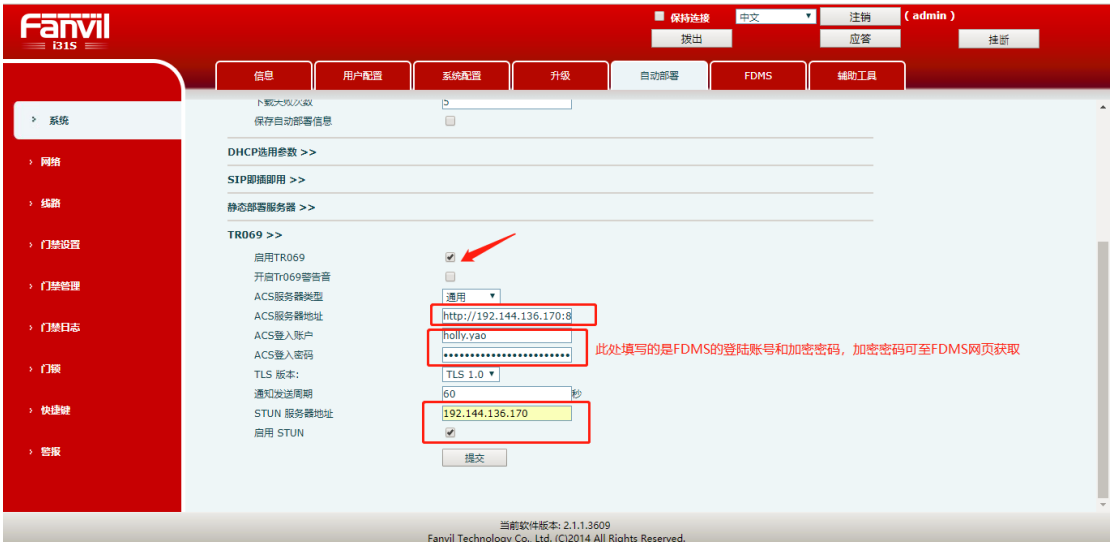 Fanvil
i31S
保持连接 中文 注销 ( admin )
拨出 应答 挂断
信息 用户配置 系统配置 升级 自动部署 FDMS 辅助工具
› 系统
› 网络
› 线路
› 门禁设置
› 门禁管理
› 门禁日志
› 门锁
› 快捷键
› 警报
下载失败次数 5
保存自动部署信息
DHCP选用参数 >>
SIP即插即用 >>
静态部署服务器 >>
TR069 >>
启用TR069
开启Tr069警告音
ACS服务器类型 通用
ACS服务器地址 http://192.144.136.170:8
ACS登入账户 holly.yao
ACS登入密码 ••••••••••••••••••••••••
此处填写的是FDMS的登陆账号和加密密码，加密密码可至FDMS网页获取
TLS 版本: TLS 1.0
通知发送周期 60 秒
STUN 服务器地址 192.144.136.170
启用 STUN
提交
当前软件版本: 2.1.1.3609
Fanvil Technology Co., Ltd. (C)2014 All Rights Reserved.